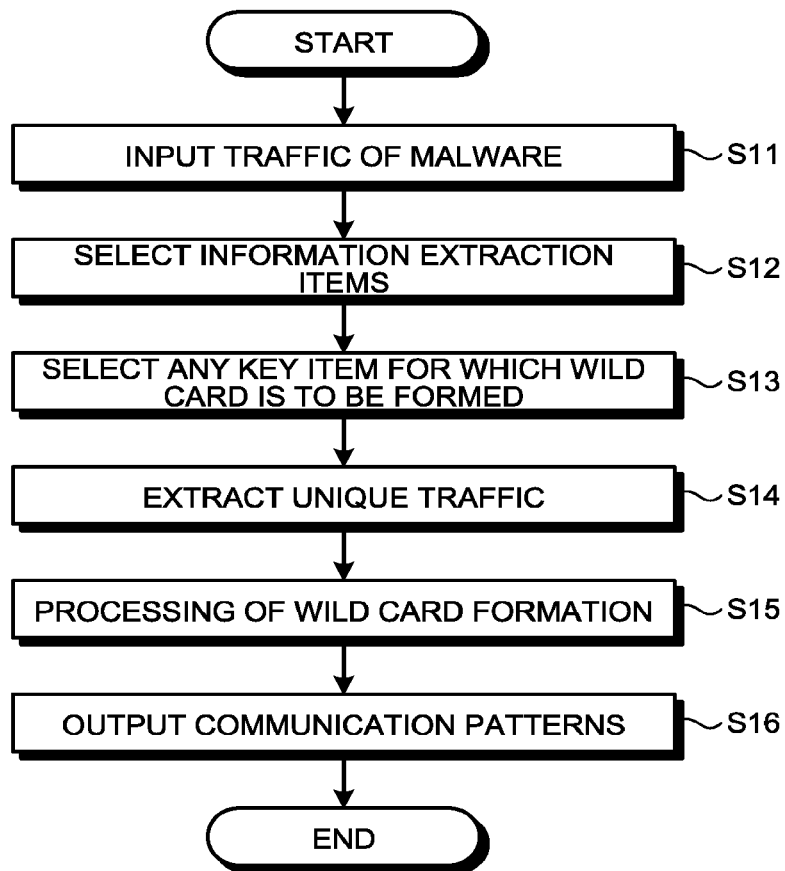 START
INPUT TRAFFIC OF MALWARE
S11
SELECT INFORMATION EXTRACTION
ITEMS
S12
SELECT ANY KEY ITEM FOR WHICH WILD
CARD IS TO BE FORMED
S13
EXTRACT UNIQUE TRAFFIC
S14
PROCESSING OF WILD CARD FORMATION
S15
OUTPUT COMMUNICATION PATTERNS
S16
END